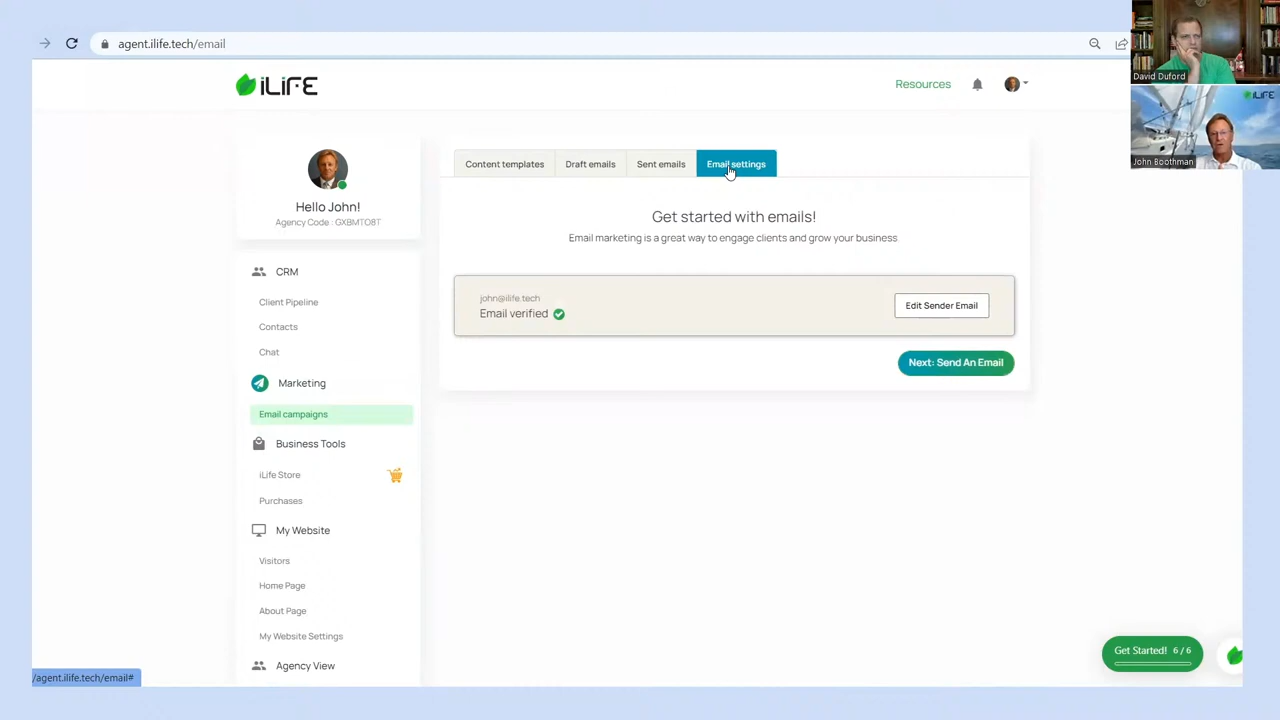 agent.ilife.tech/email
iLiFE
Resources
David Duford
iLIFE
John Boothman
Hello John!
Agency Code : GXBMTO8T
CRM
Client Pipeline
Contacts
Chat
Marketing
Email campaigns
Business Tools
iLife Store
Purchases
My Website
Visitors
Home Page
About Page
My Website Settings
Agency View
Content templates
Draft emails
Sent emails
Email settings
Get started with emails!
Email marketing is a great way to engage clients and grow your business
john@ilife.tech
Email verified
Edit Sender Email
Next: Send An Email
Get Started! 6 / 6
/agent.ilife.tech/email#